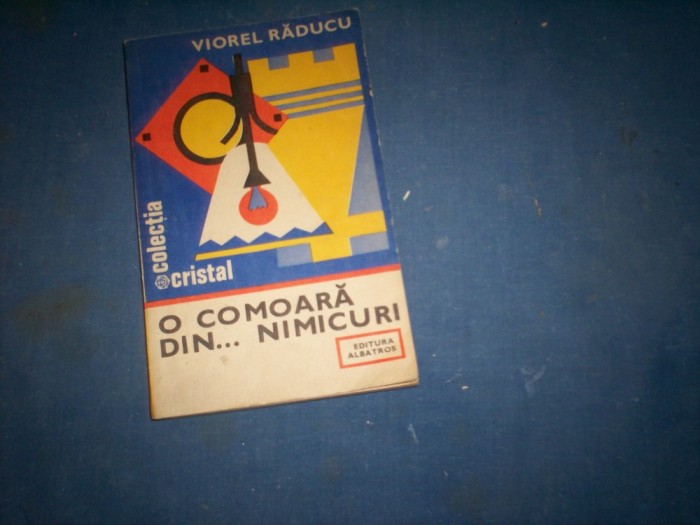 VIOREL RĂDUCU
colecția
cristal
O COMOARĂ
DIN... NIMICURI
EDITURA
ALBATROS